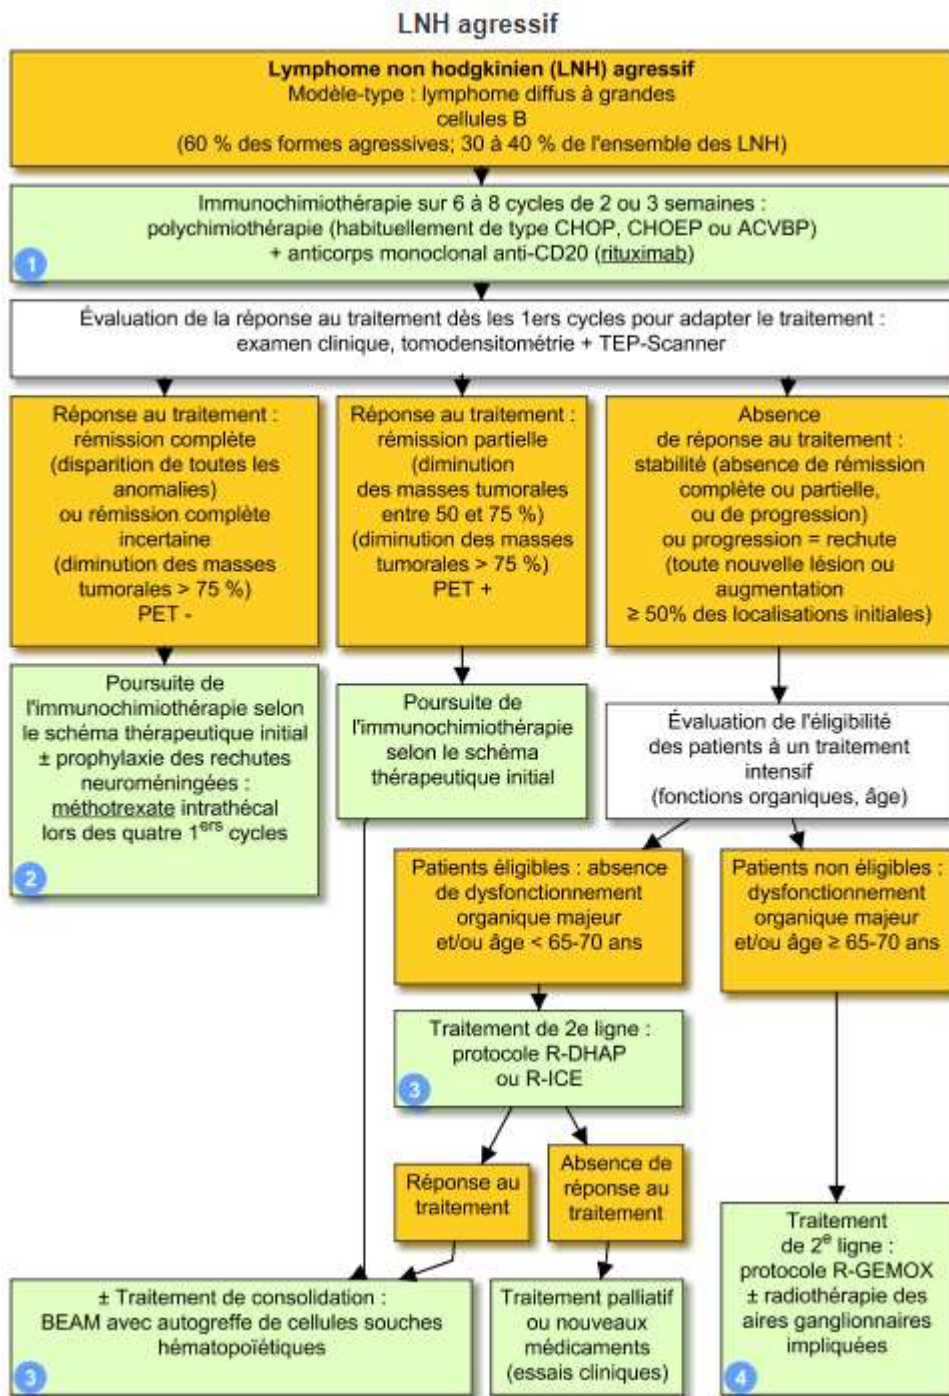 LNH agressif
Lymphome non hodgkinien (LNH) agressif
Modèle-type : lymphome diffus à grandes
cellules B
(60 % des formes agressives; 30 à 40 % de l'ensemble des LNH)
Immunochimiothérapie sur 6 à 8 cycles de 2 ou 3 semaines :
polychimiothérapie (habituellement de type CHOP, CHOEP ou ACVBP)
+ anticorps monoclonal anti-CD20 (rituximab)
1
Évaluation de la réponse au traitement dès les 1ers cycles pour adapter le traitement :
examen clinique, tomodensitométrie + TEP-Scanner
Réponse au traitement :
rémission complète
(disparition de toutes les
anomalies)
ou rémission complète
incertaine
(diminution des masses
tumorales > 75 %)
PET -
Réponse au traitement :
rémission partielle
(diminution
des masses tumorales
entre 50 et 75 %)
(diminution des masses
tumorales > 75 %)
PET +
Absence
de réponse au traitement :
stabilité (absence de rémission
complète ou partielle,
ou de progression)
ou progression = rechute
(toute nouvelle lésion ou
augmentation
≥ 50% des localisations initiales)
Poursuite de
l'immunochimiothérapie selon
le schéma thérapeutique initial
± prophylaxie des rechutes
neuroméningées :
méthotrexate intrathécal
lors des quatre 1ers cycles
2
Poursuite de
l'immunochimiothérapie
selon le schéma
thérapeutique initial
Évaluation de l'éligibilité
des patients à un traitement
intensif
(fonctions organiques, âge)
Patients éligibles : absence
de dysfonctionnement
organique majeur
et/ou âge < 65-70 ans
Patients non éligibles :
dysfonctionnement
organique majeur
et/ou âge ≥ 65-70 ans
Traitement de 2e ligne :
protocole R-DHAP
ou R-ICE
3
Réponse au
traitement
Absence de
réponse au
traitement
± Traitement de consolidation :
BEAM avec autogreffe de cellules souches
hématopoïétiques
3
Traitement palliatif
ou nouveaux
médicaments
(essais cliniques)
Traitement
de 2e ligne :
protocole R-GEMOX
± radiothérapie des
aires ganglionnaires
impliquées
4